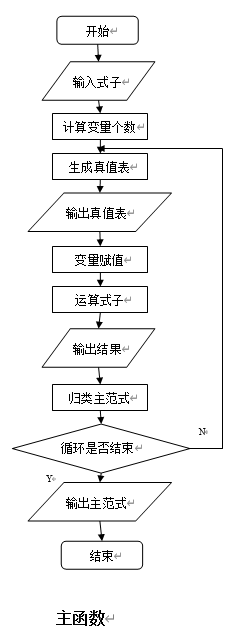 开始
输入式子
计算变量个数
生成真值表
输出真值表
变量赋值
运算式子
输出结果
归类主范式
循环是否结束
N
Y
输出主范式
结束
主函数